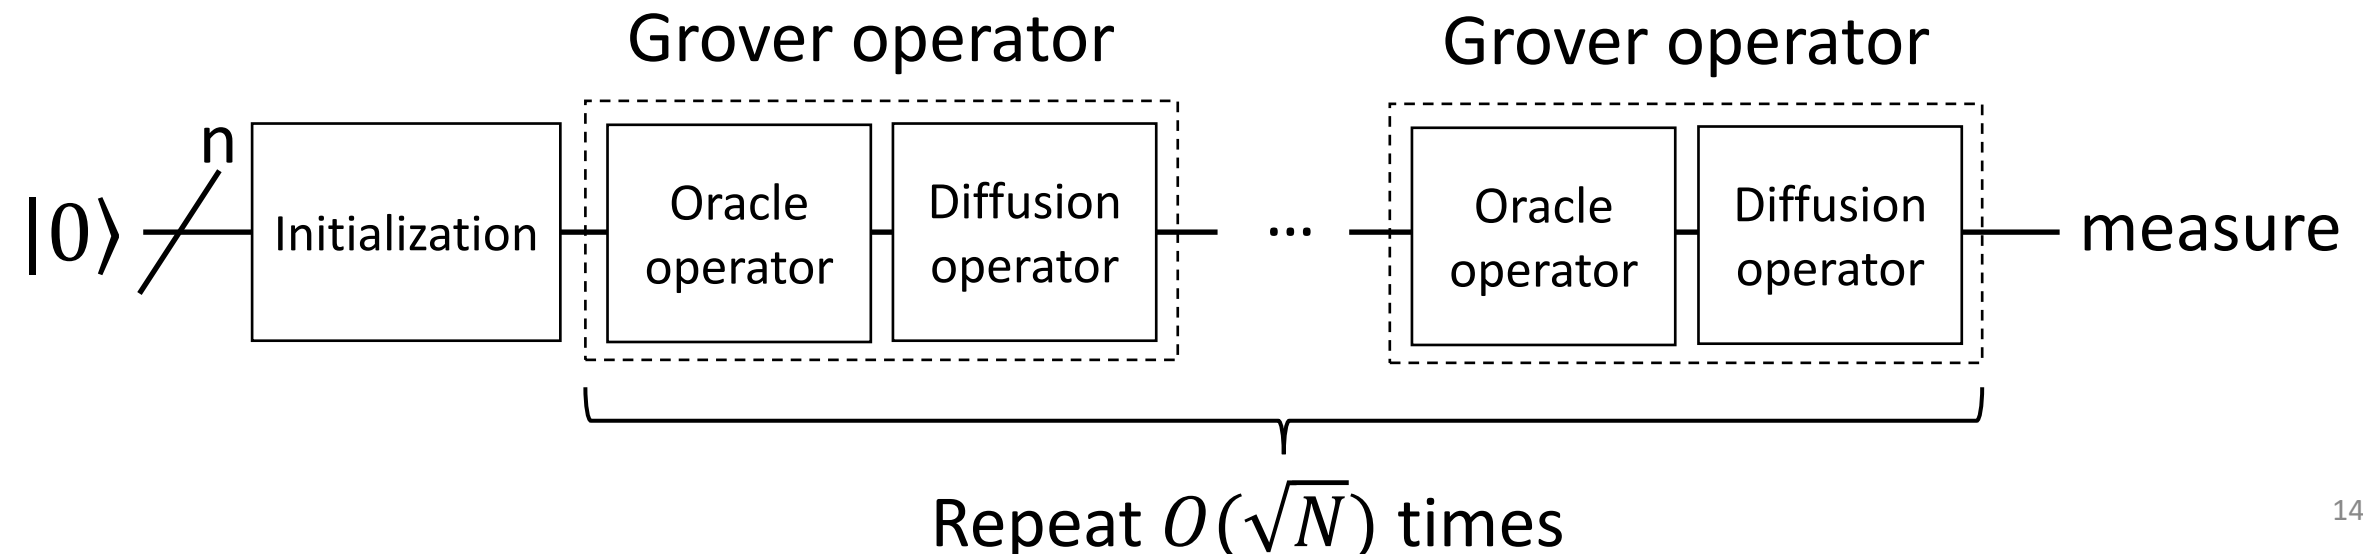 Grover operator
Grover operator
n
|0⟩
Initialization
Oracle
operator
Diffusion
operator
...
Oracle
operator
Diffusion
operator
measure
Repeat O(√N) times
14